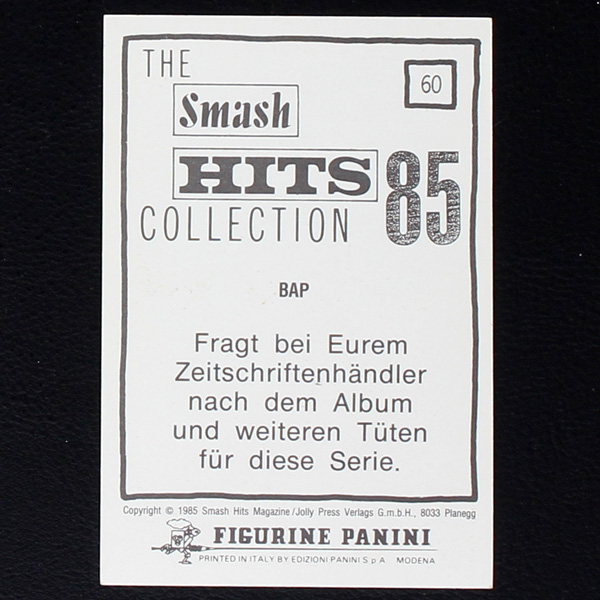 THE
60
Smash
HITS
85
COLLECTION
BAP
Fragt bei Eurem
Zeitschriftenhändler
nach dem Album
und weiteren Tüten
für diese Serie.
Copyright © 1985 Smash Hits Magazine/Jolly Press Verlags G.m.b.H., 8033 Planegg
FIGURINE PANINI
PRINTED IN ITALY BY EDIZIONI PANINI S.p.A. MODENA